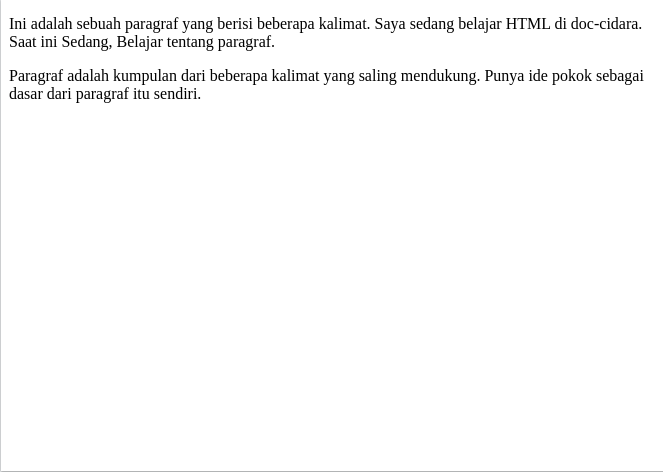 Ini adalah sebuah paragraf yang berisi beberapa kalimat. Saya sedang belajar HTML di doc-cidara.
Saat ini Sedang, Belajar tentang paragraf.
Paragraf adalah kumpulan dari beberapa kalimat yang saling mendukung. Punya ide pokok sebagai
dasar dari paragraf itu sendiri.